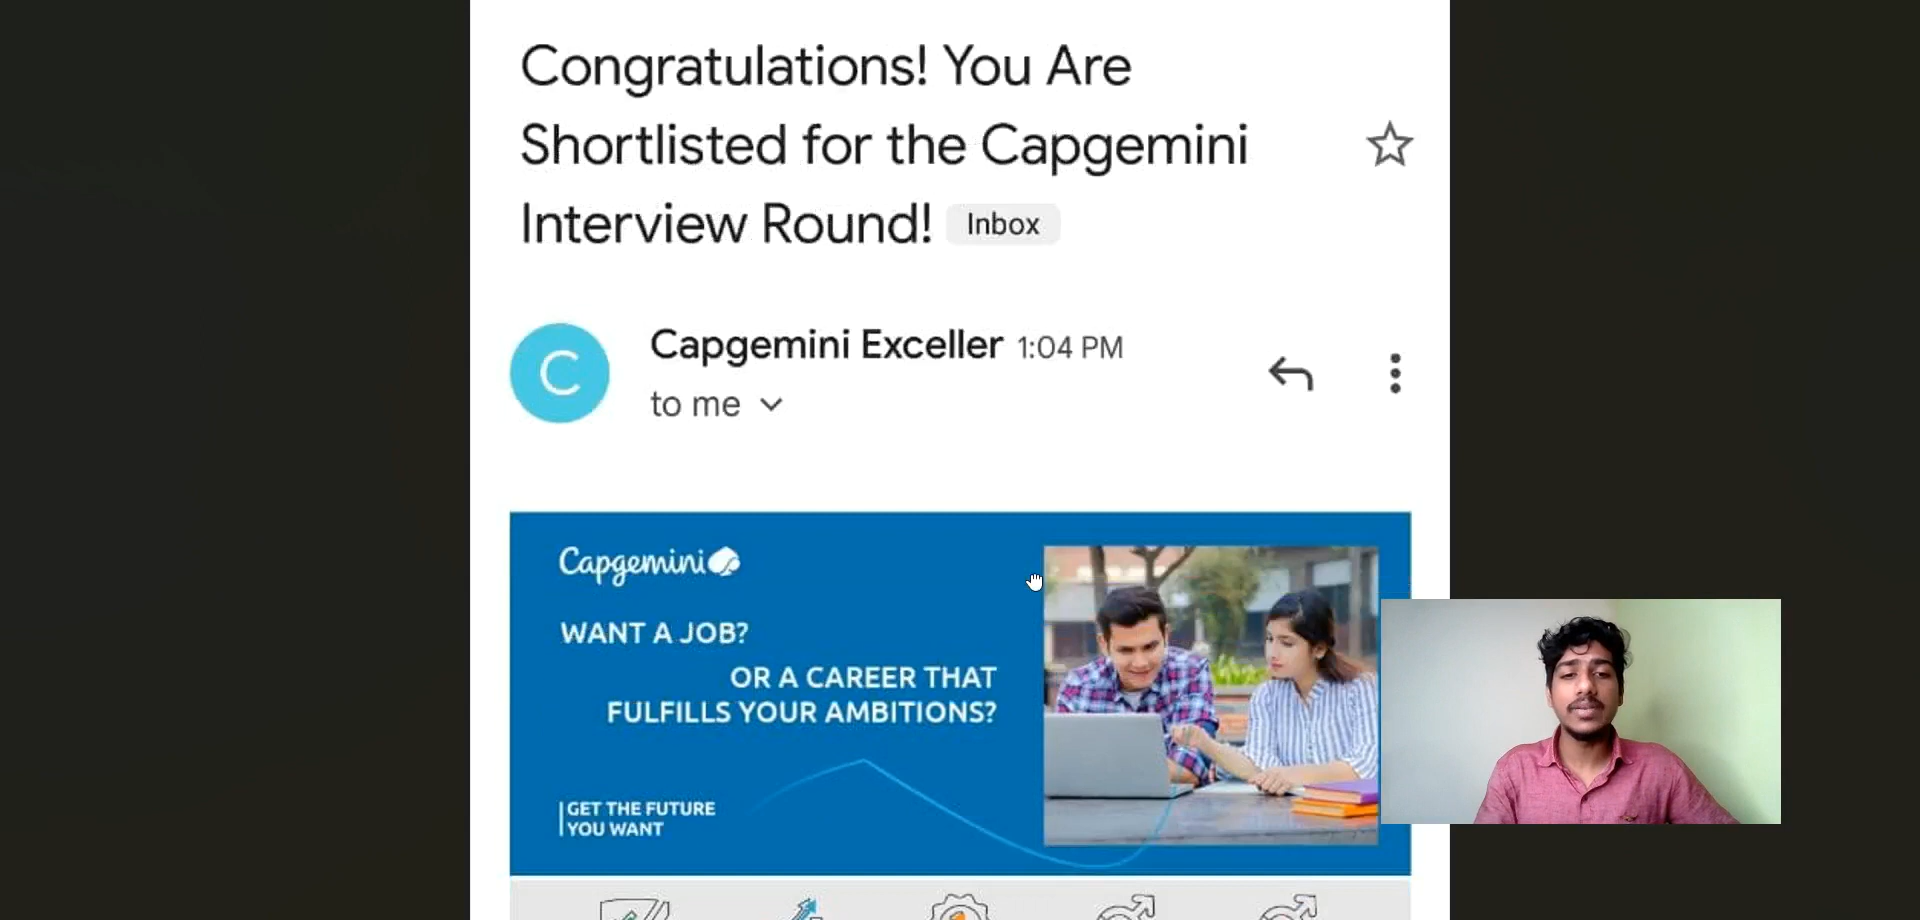 Congratulations! You Are
Shortlisted for the Capgemini
Interview Round! Inbox
C
Capgemini Exceller 1:04 PM
to me
Capgemini
WANT A JOB?
OR A CAREER THAT
FULFILLS YOUR AMBITIONS?
GET THE FUTURE
YOU WANT